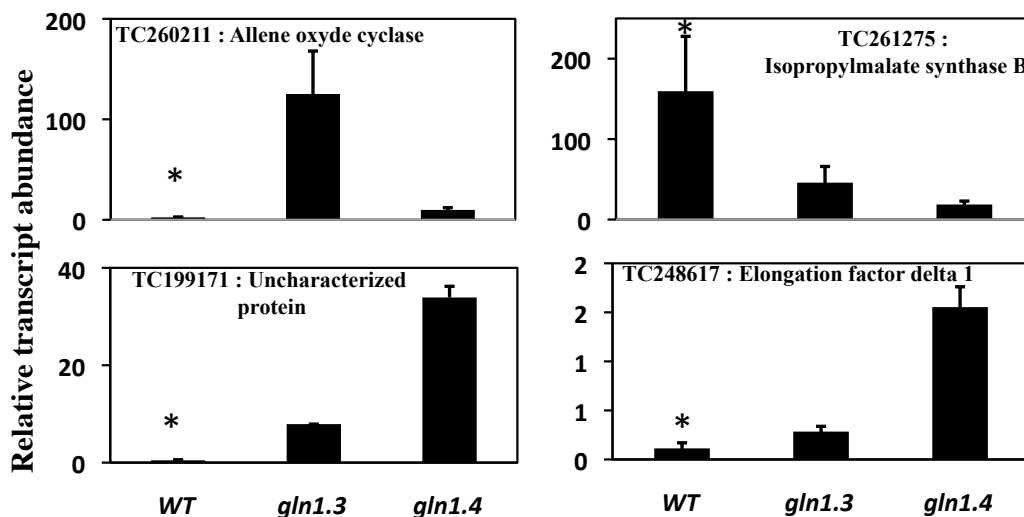 Relative transcript abundance
200
100
0
TC260211 : Allene oxyde cyclase
*
200
100
0
*
TC261275 :
Isopropylmalate synthase B
40
20
0
TC199171 : Uncharacterized
protein
*
WT
gln1.3
gln1.4
2
2
1
1
0
TC248617 : Elongation factor delta 1
*
WT
gln1.3
gln1.4